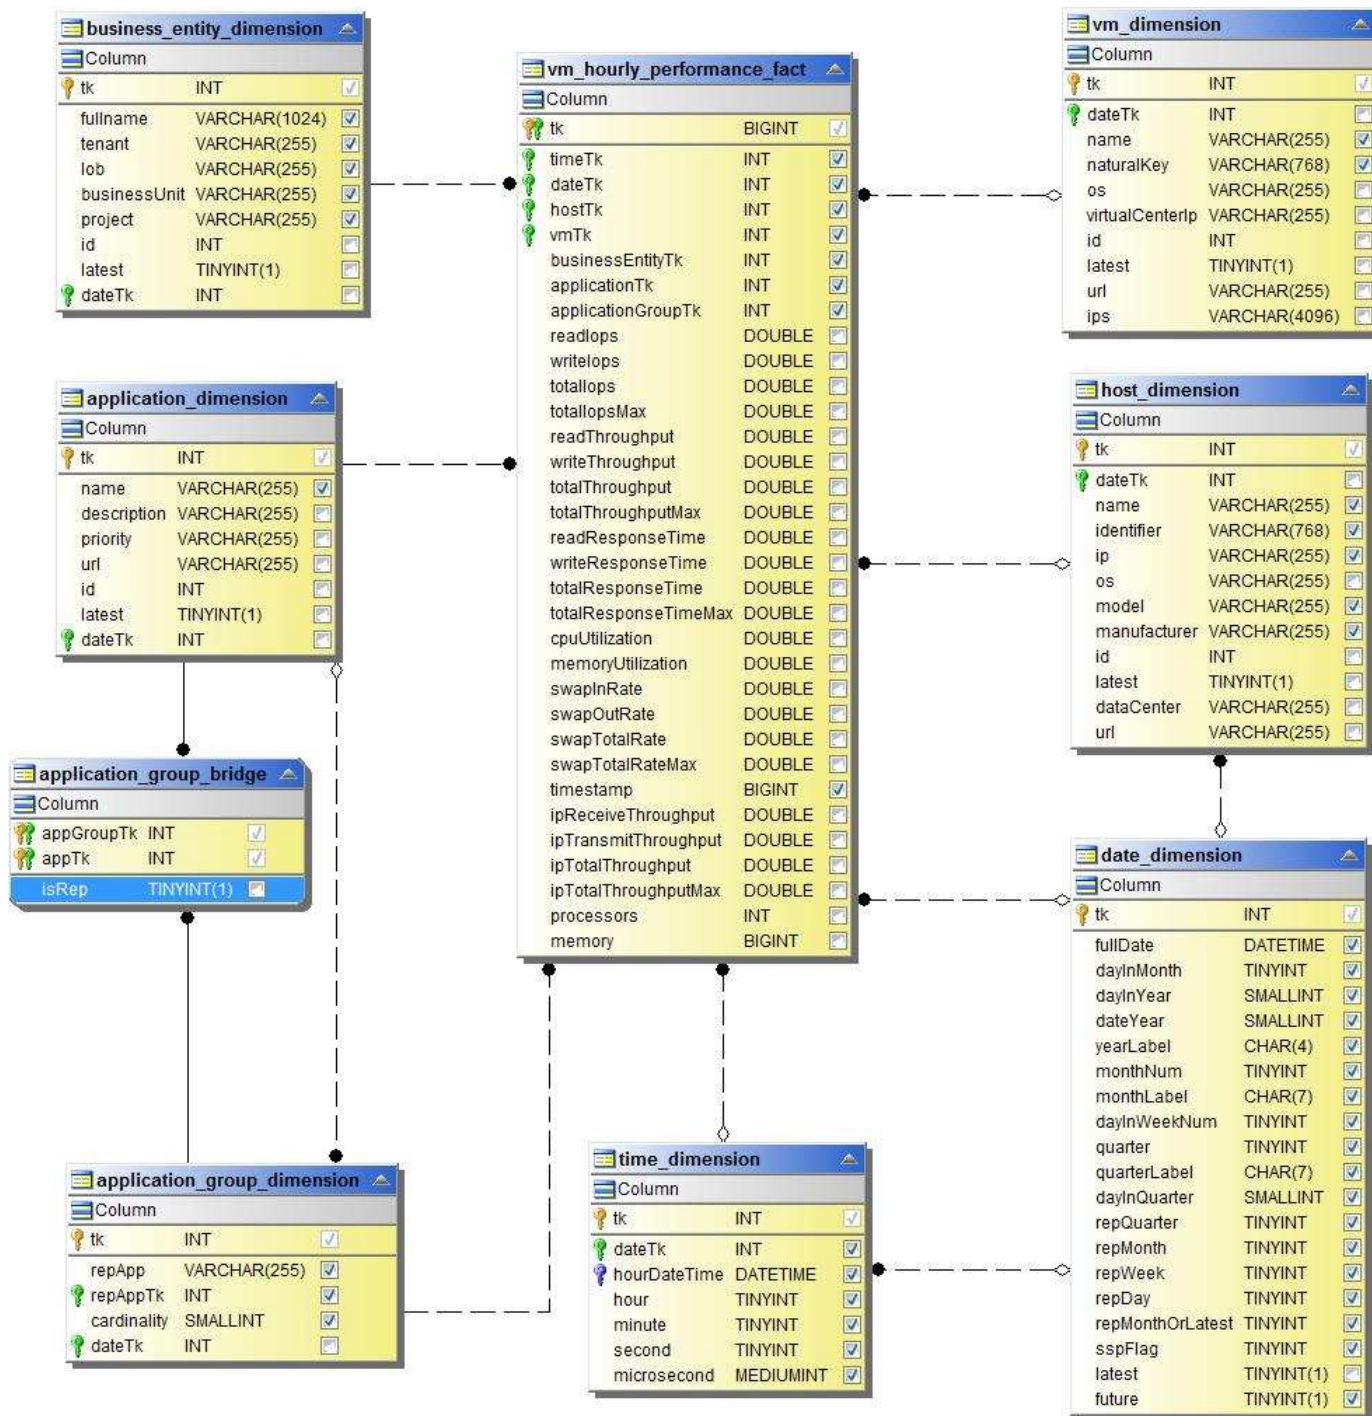 business_entity_dimension
Column
tk INT
fullname VARCHAR(1024)
tenant VARCHAR(255)
lob VARCHAR(255)
businessUnit VARCHAR(255)
project VARCHAR(255)
id INT
latest TINYINT(1)
dateTk INT
application_dimension
Column
tk INT
name VARCHAR(255)
description VARCHAR(255)
priority VARCHAR(255)
url VARCHAR(255)
id INT
latest TINYINT(1)
dateTk INT
application_group_bridge
Column
appGroupTk INT
appTk INT
isRep TINYINT(1)
application_group_dimension
Column
tk INT
repApp VARCHAR(255)
repAppTk INT
cardinality SMALLINT
dateTk INT
vm_hourly_performance_fact
Column
tk BIGINT
timeTk INT
dateTk INT
hostTk INT
vmTk INT
businessEntityTk INT
applicationTk INT
applicationGroupTk INT
readIops DOUBLE
writeIops DOUBLE
totalIops DOUBLE
totalIopsMax DOUBLE
readThroughput DOUBLE
writeThroughput DOUBLE
totalThroughput DOUBLE
totalThroughputMax DOUBLE
readResponseTime DOUBLE
writeResponseTime DOUBLE
totalResponseTime DOUBLE
totalResponseTimeMax DOUBLE
cpuUtilization DOUBLE
memoryUtilization DOUBLE
swapInRate DOUBLE
swapOutRate DOUBLE
swapTotalRate DOUBLE
swapTotalRateMax DOUBLE
timestamp BIGINT
ipReceiveThroughput DOUBLE
ipTransmitThroughput DOUBLE
ipTotalThroughput DOUBLE
ipTotalThroughputMax DOUBLE
processors INT
memory BIGINT
time_dimension
Column
tk INT
dateTk INT
hourDateTime DATETIME
hour TINYINT
minute TINYINT
second TINYINT
microsecond MEDIUMINT
vm_dimension
Column
tk INT
dateTk INT
name VARCHAR(255)
naturalKey VARCHAR(768)
os VARCHAR(255)
virtualCenterIp VARCHAR(255)
id INT
latest TINYINT(1)
url VARCHAR(255)
ips VARCHAR(4096)
host_dimension
Column
tk INT
dateTk INT
name VARCHAR(255)
identifier VARCHAR(768)
ip VARCHAR(255)
os VARCHAR(255)
model VARCHAR(255)
manufacturer VARCHAR(255)
id INT
latest TINYINT(1)
dataCenter VARCHAR(255)
url VARCHAR(255)
date_dimension
Column
tk INT
fullDate DATETIME
dayInMonth TINYINT
dayInYear SMALLINT
dateYear SMALLINT
yearLabel CHAR(4)
monthNum TINYINT
monthLabel CHAR(7)
dayInWeekNum TINYINT
quarter TINYINT
quarterLabel CHAR(7)
dayInQuarter SMALLINT
repQuarter TINYINT
repMonth TINYINT
repWeek TINYINT
repDay TINYINT
repMonthOrLatest TINYINT
sspFlag TINYINT
latest TINYINT(1)
future TINYINT(1)